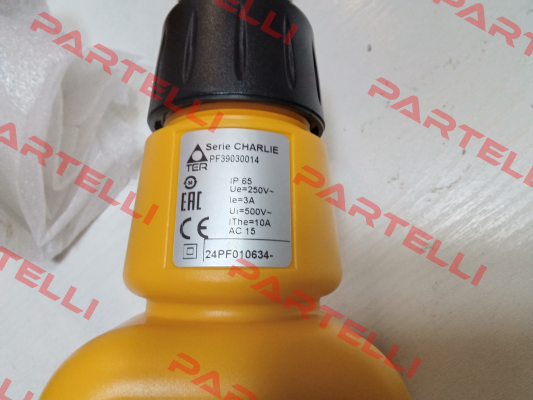 PARTELLI
PARTELLI
PARTELLI
Serie CHARLIE
TER
PF39030014
IP 65
Ue=250V~
Ie=3A
Ui=500V~
IThe=10A
AC 15
EAC
CE
24PF010634-
PARTELLI
PARTELLI
PARTELLI
PARTELLI